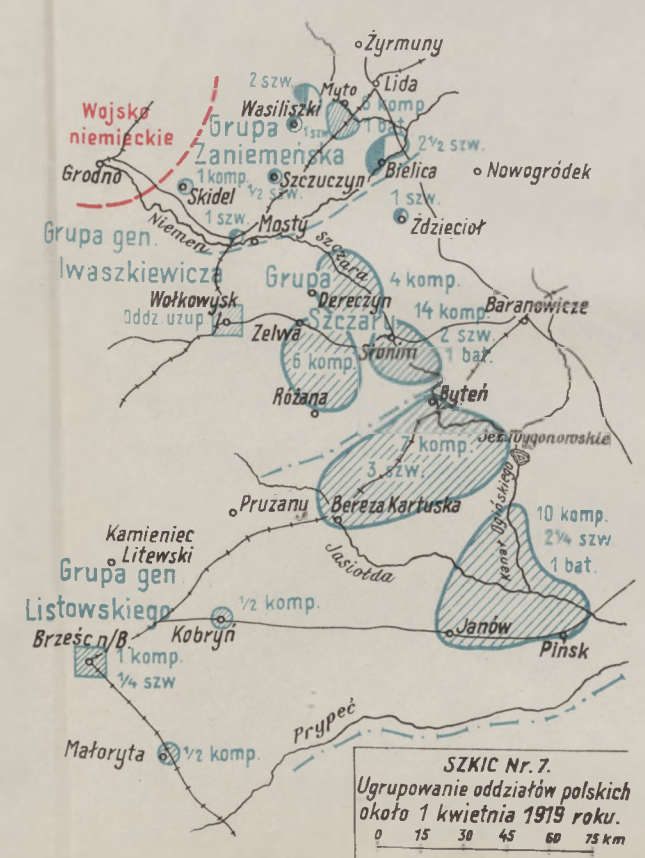 Żyrmuny
Lida
2 szw.
Myto
Wasiliszki
6 komp
1 bat.
1 szw.
Wojsko
niemieckie
Grupa
Zaniemeńska
2½ szw.
Grodno
1 komp.
Skidel
½ szw.
Szczuczyn
Bielica
Nowogródek
1 szw.
Niemen
Mosty
1 szw.
Zdzięcioł
Grupa gen.
Iwaszkiewicza
Szczara
Grupa
Szczary
4 komp.
Dereczyn
Wołkowysk
Oddz. uzup.
Zelwa
14 komp.
2 szw.
1 bat.
Baranowicze
Słonim
6 komp.
Różana
Byteń
7 komp.
3 szw.
Jez. Wygonowskie
Kanał Ogińskiego
Prużany
Bereza Kartuska
10 komp.
2¼ szw.
1 bat.
Kamieniec
Litewski
Jasiołda
Grupa gen
Listowskiego
½ komp.
Kobryń
Janów
Pińsk
Brześć n/B.
1 komp.
¼ szw
Prypeć
Małoryta
½ komp.
SZKIC Nr. 7.
Ugrupowanie oddziałów polskich
około 1 kwietnia 1919 roku.
0 15 30 45 60 75 km